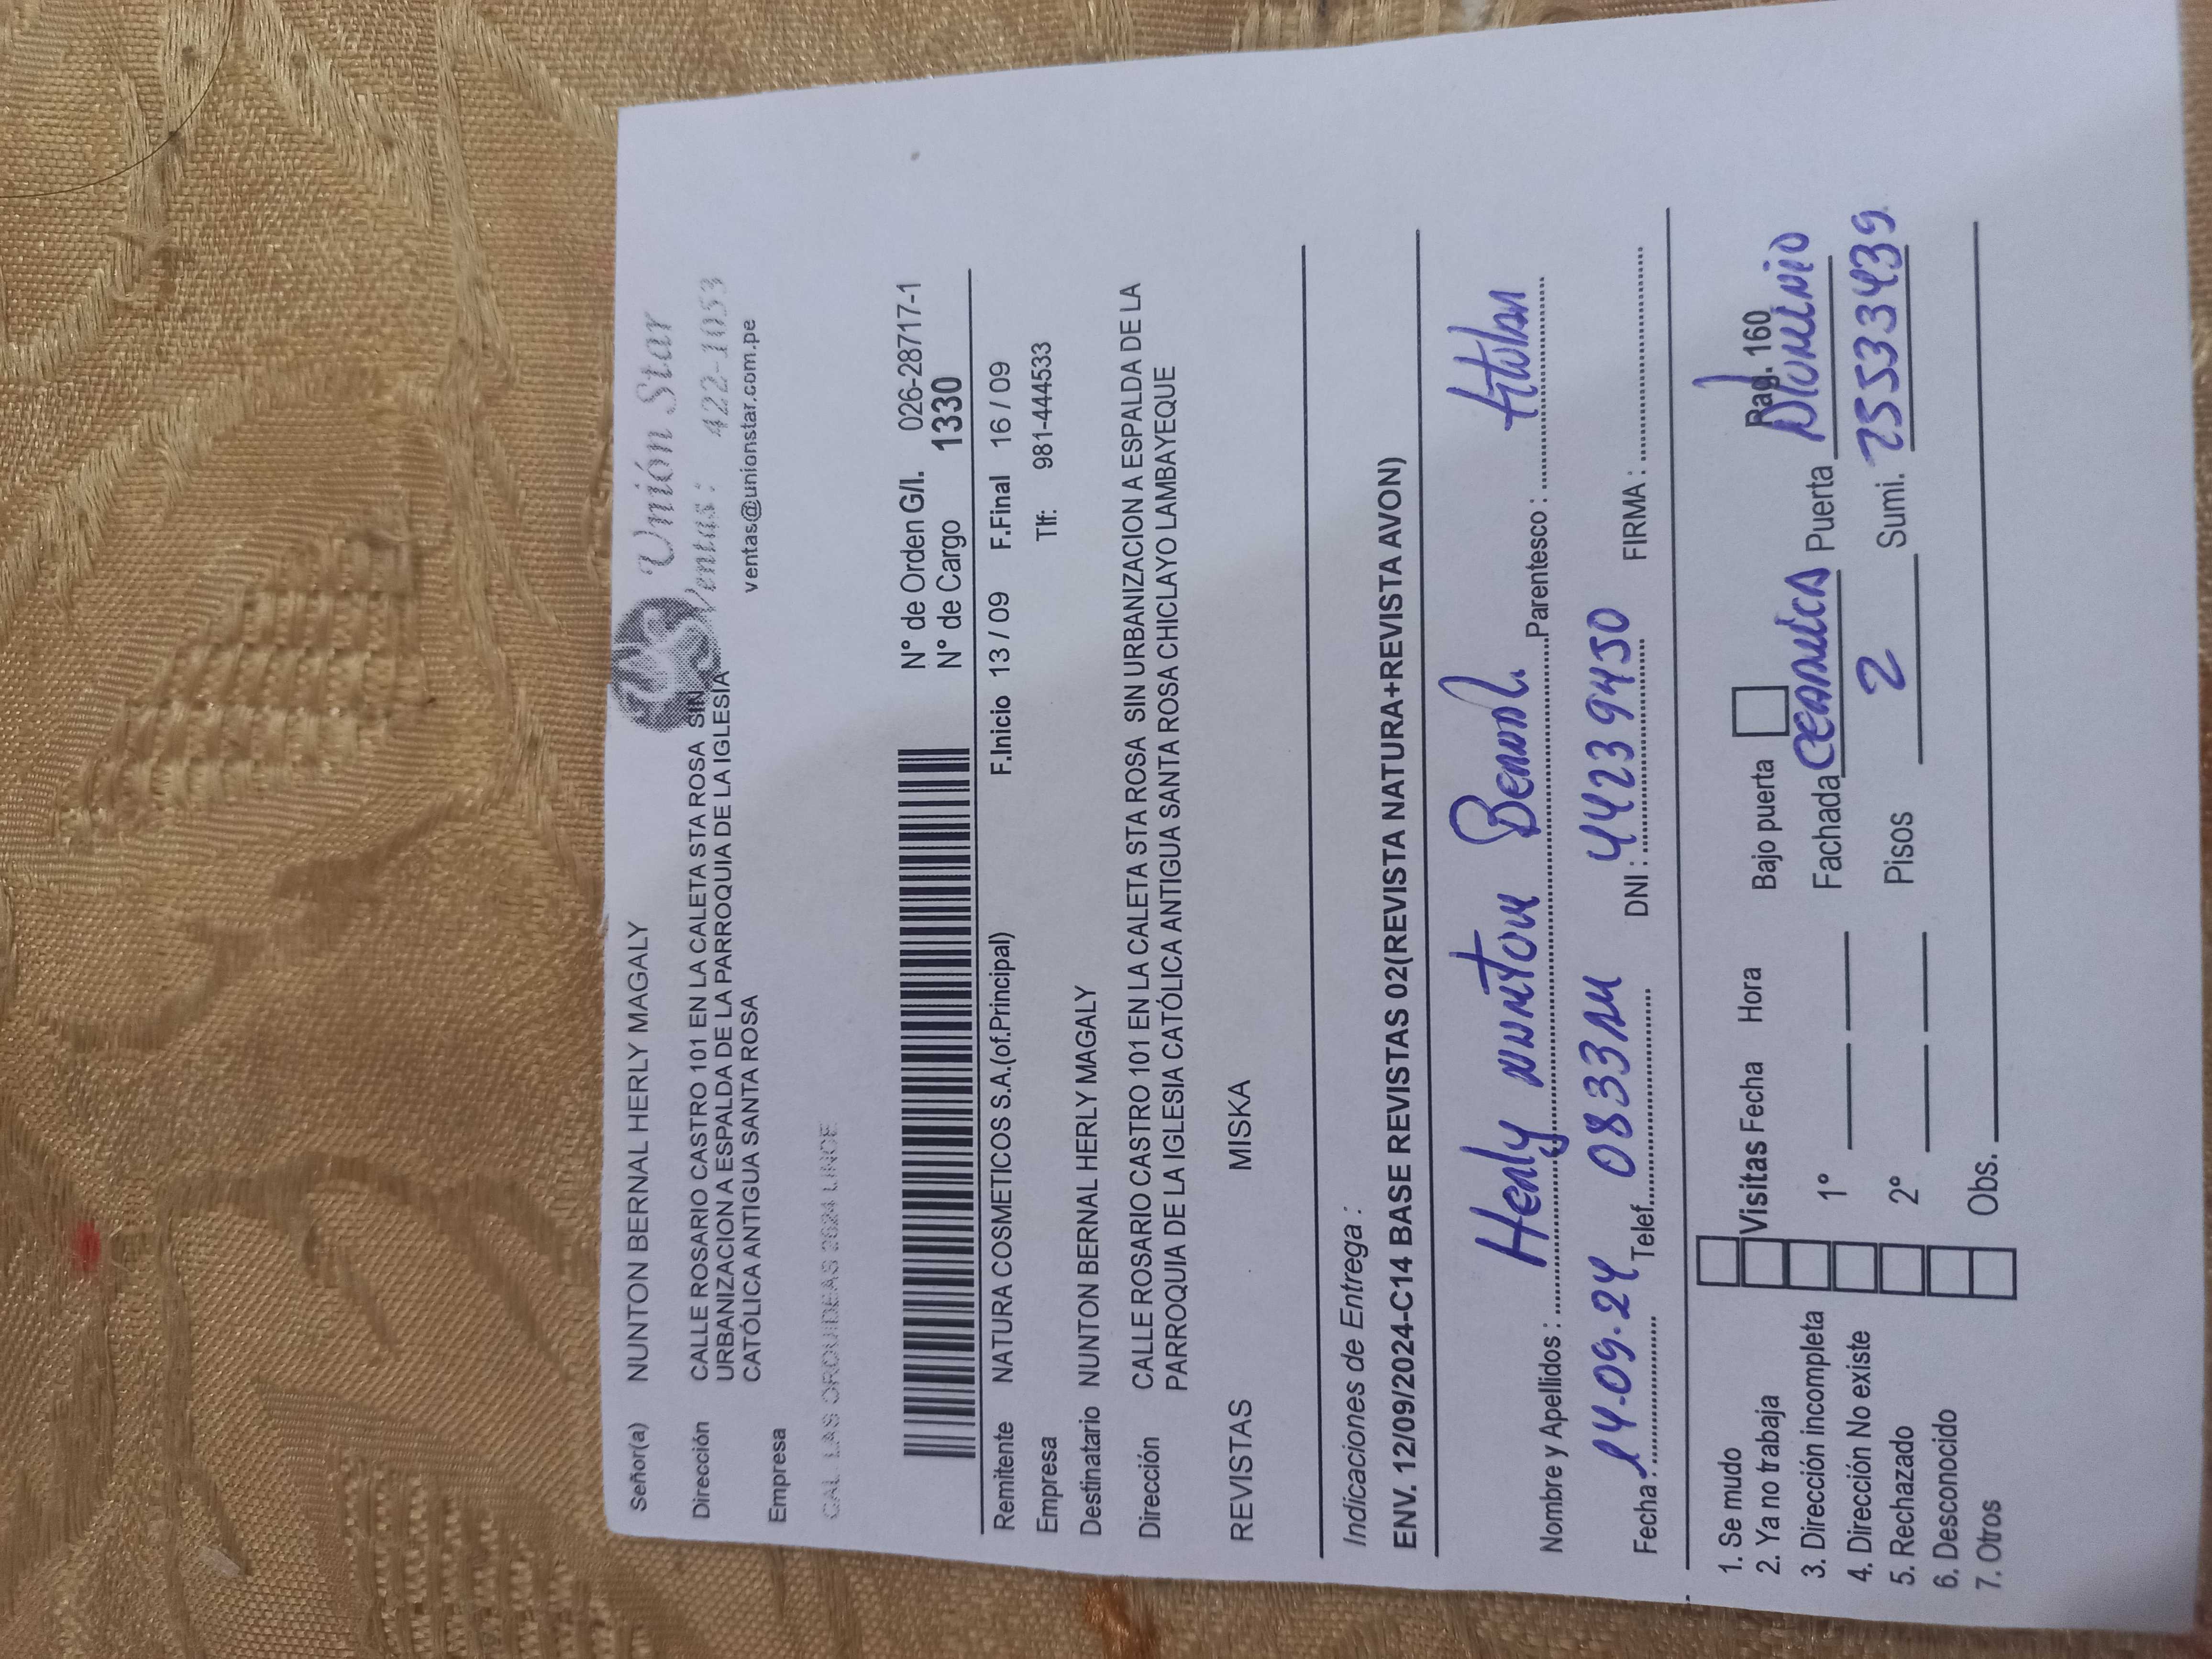 Unión Star
Ventas : 422-1053
ventas@unionstar.com.pe
Señor(a) NUNTON BERNAL HERLY MAGALY
Dirección CALLE ROSARIO CASTRO 101 EN LA CALETA STA ROSA SIN
URBANIZACION A ESPALDA DE LA PARROQUIA DE LA IGLESIA
CATÓLICA ANTIGUA SANTA ROSA
Empresa
CAL. LAS ORQUIDEAS 2624 LINCE
N° de Orden G/I. 026-28717-1
N° de Cargo 1330
Remitente NATURA COSMETICOS S.A.(of.Principal) F.Inicio 13 / 09 F.Final 16 / 09
Empresa Tlf: 981-444533
Destinatario NUNTON BERNAL HERLY MAGALY
Dirección CALLE ROSARIO CASTRO 101 EN LA CALETA STA ROSA SIN URBANIZACION A ESPALDA DE LA
PARROQUIA DE LA IGLESIA CATÓLICA ANTIGUA SANTA ROSA CHICLAYO LAMBAYEQUE
REVISTAS MISKA
Indicaciones de Entrega :
ENV. 12/09/2024-C14 BASE REVISTAS 02(REVISTA NATURA+REVISTA AVON)
Nombre y Apellidos : Herly Nunton Bernal. Parentesco : titular
Fecha : 14-09-24 Telef. 0833AM DNI : 44239450 FIRMA :
Rad. 160
1. Se mudo
2. Ya no trabaja Visitas Fecha Hora Bajo puerta
3. Dirección incompleta 1° Fachada Ceramica Puerta Aluminio
4. Dirección No existe
5. Rechazado 2° Pisos 2 Sumi. 25333439
6. Desconocido
7. Otros Obs.